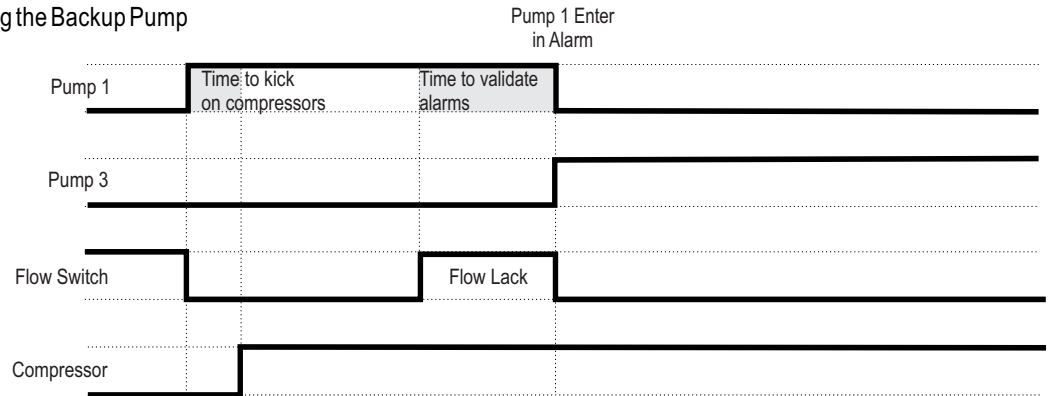 g the Backup Pump
Pump 1 Enter
in Alarm
Pump 1
Time to kick
on compressors
Time to validate
alarms
Pump 3
Flow Switch
Flow Lack
Compressor